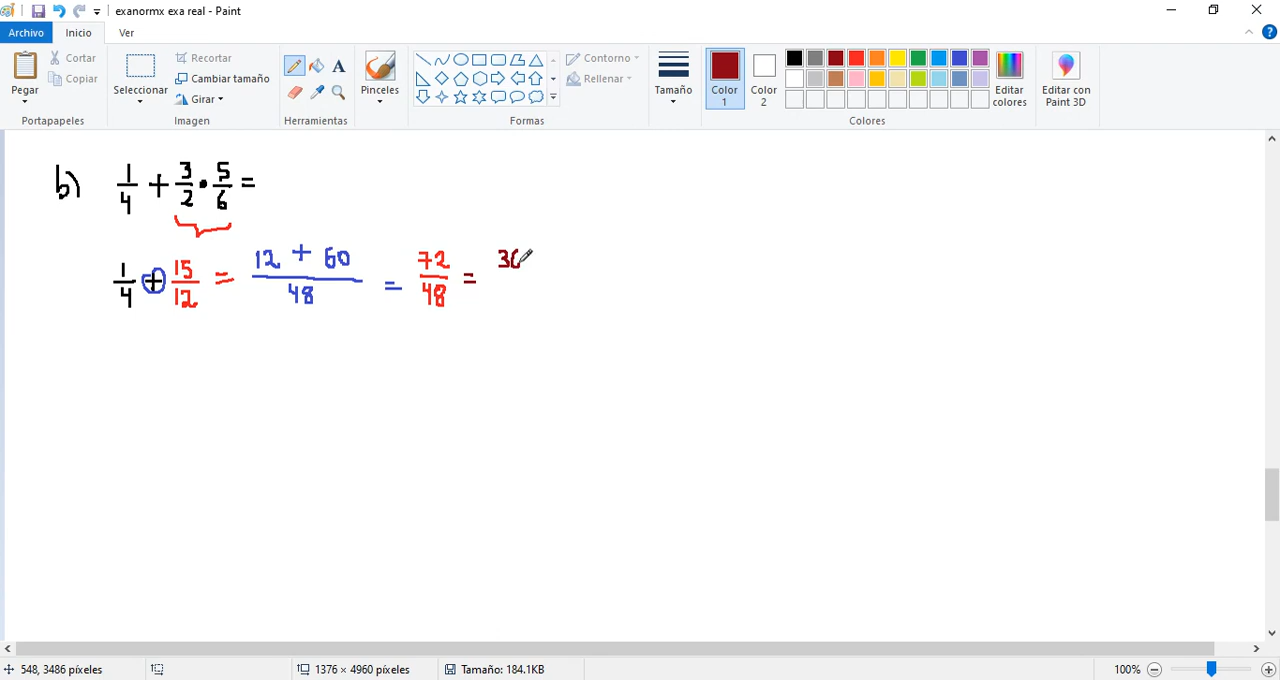 exanormx exa real - Paint
Archivo Inicio Ver
Pegar Cortar Copiar
Seleccionar Recortar Cambiar tamaño Girar
A
Pinceles
Contorno Rellenar
Tamaño
Color 1
Color 2
Editar colores
Editar con Paint 3D
Portapapeles Imagen Herramientas Formas Colores
b) 1/4 + 3/2 • 5/6 =
1/4 + 15/12 = 12 + 60/48 = 72/48 = 36
548, 3486 píxeles 1376 × 4960 píxeles Tamaño: 184.1KB 100%